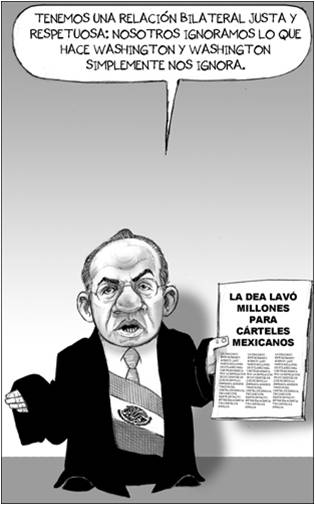 TENEMOS UNA RELACIÓN BILATERAL JUSTA Y
RESPETUOSA: NOSOTROS IGNORAMOS LO QUE
HACE WASHINGTON Y WASHINGTON
SIMPLEMENTE NOS IGNORA.
LA DEA LAVÓ
MILLONES
PARA
CÁRTELES
MEXICANOS